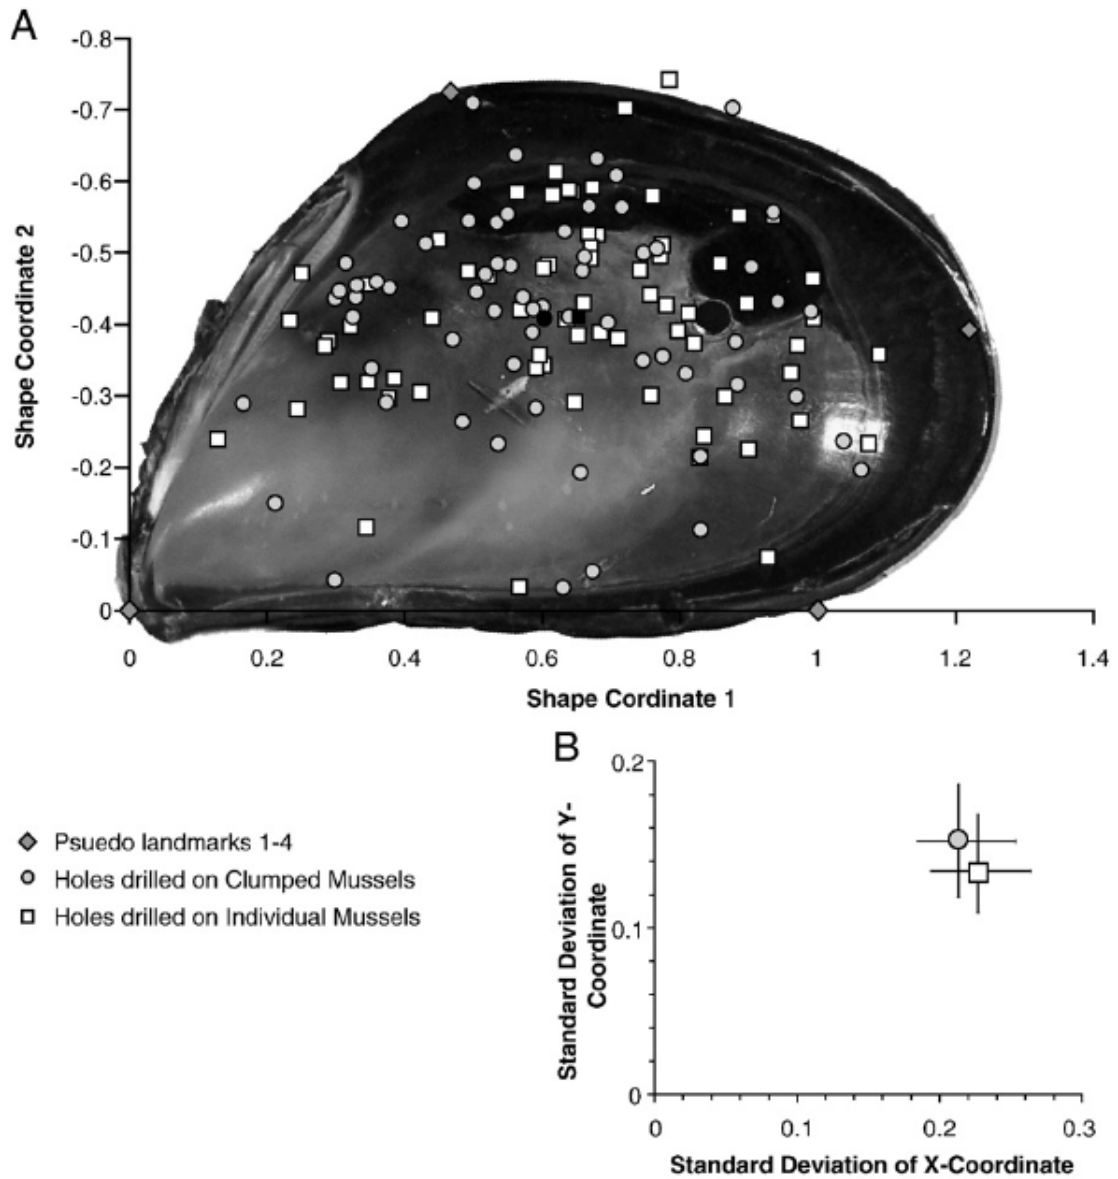 A
-0.8
-0.7
-0.6
-0.5
-0.4
-0.3
-0.2
-0.1
0
Shape Coordinate 2
0 0.2 0.4 0.6 0.8 1 1.2 1.4
Shape Cordinate 1
B
Psuedo landmarks 1-4
Holes drilled on Clumped Mussels
Holes drilled on Individual Mussels
0.2
0.1
0
Standard Deviation of Y-
Coordinate
0 0.1 0.2 0.3
Standard Deviation of X-Coordinate